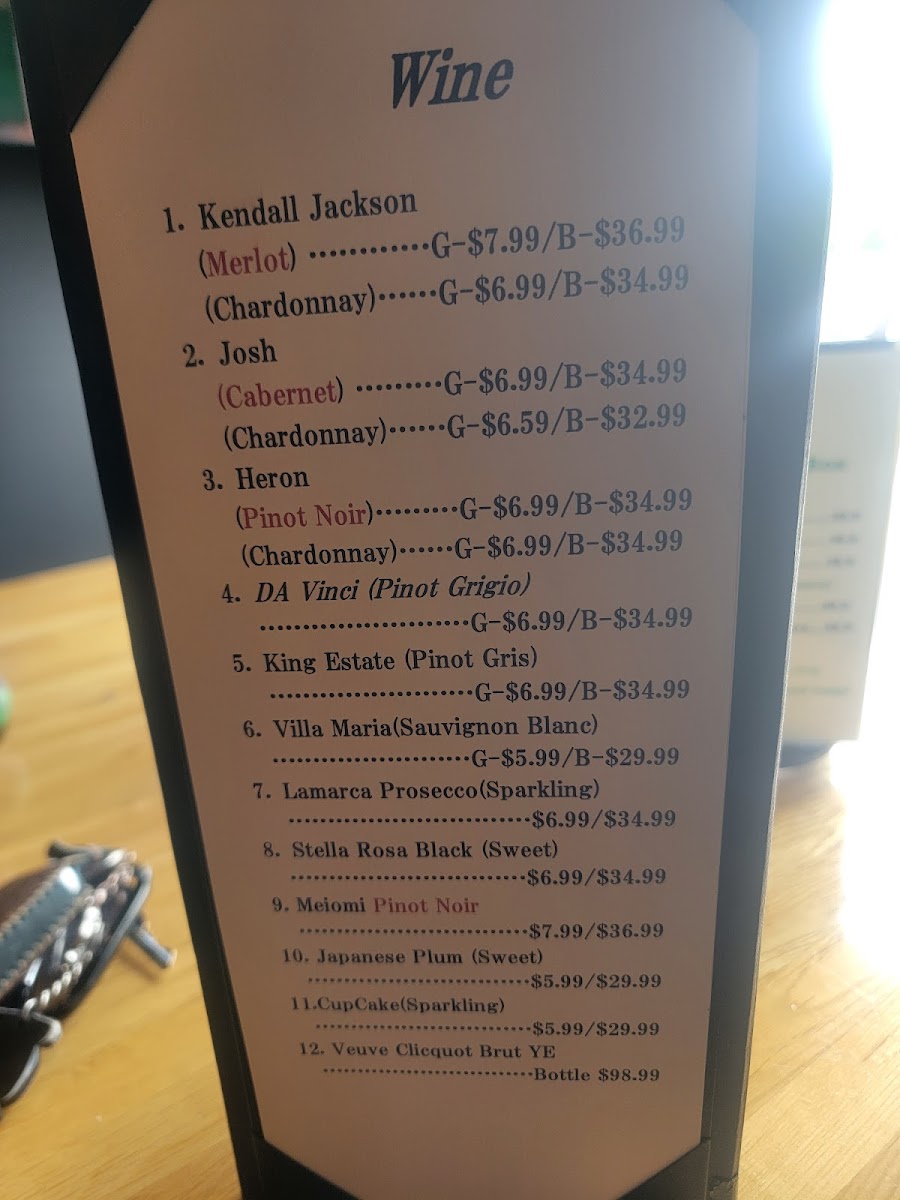 Wine
1. Kendall Jackson
(Merlot) ············G-$7.99/B-$36.99
(Chardonnay)······G-$6.99/B-$34.99
2. Josh
(Cabernet) ·········G-$6.99/B-$34.99
(Chardonnay)······G-$6.59/B-$32.99
3. Heron
(Pinot Noir)·········G-$6.99/B-$34.99
(Chardonnay)······G-$6.99/B-$34.99
4. DA Vinci (Pinot Grigio)
·························G-$6.99/B-$34.99
5. King Estate (Pinot Gris)
·························G-$6.99/B-$34.99
6. Villa Maria(Sauvignon Blanc)
························G-$5.99/B-$29.99
7. Lamarca Prosecco(Sparkling)
······························$6.99/$34.99
8. Stella Rosa Black (Sweet)
······························$6.99/$34.99
9. Meiomi Pinot Noir
······························$7.99/$36.99
10. Japanese Plum (Sweet)
······························$5.99/$29.99
11.CupCake(Sparkling)
······························$5.99/$29.99
12. Veuve Clicquot Brut YE
······························Bottle $98.99